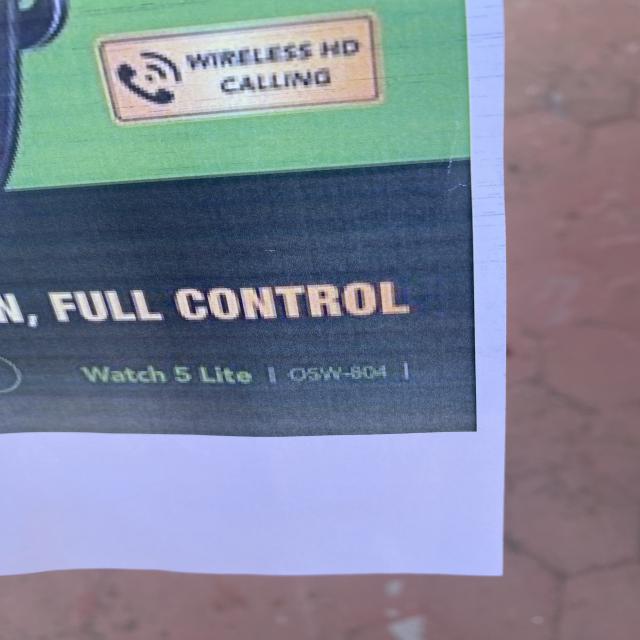 WIRELESS HD
CALLING
N, FULL CONTROL
Watch 5 Lite | OSW-804 |